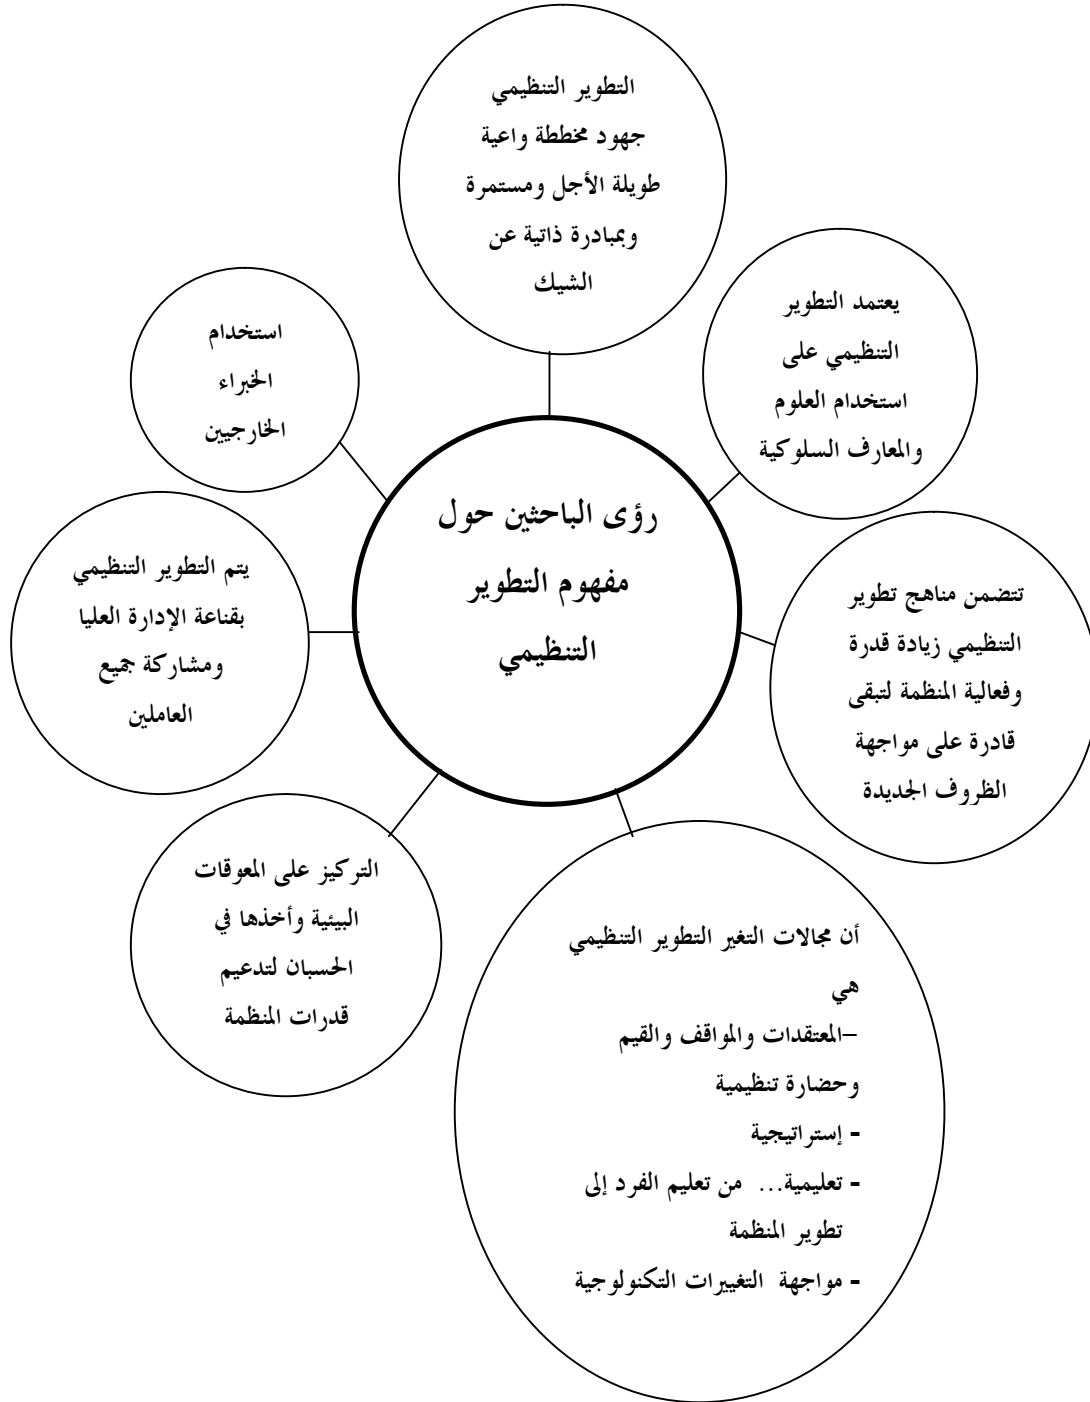 التطوير التنظيمي
جهود مخططة واعية
طويلة الأجل ومستمرة
وبمبادرة ذاتية عن
الشيك
يعتمد التطوير
التنظيمي على
استخدام العلوم
والمعارف السلوكية
استخدام
الخبراء
الخارجيين
رؤى الباحثين حول
مفهوم التطوير
التنظيمي
تتضمن مناهج تطوير
التنظيمي زيادة قدرة
وفعالية المنظمة لتبقى
قادرة على مواجهة
الظروف الجديدة
يتم التطوير التنظيمي
بقناعة الإدارة العليا
ومشاركة جميع
العاملين
التركيز على المعوقات
البيئية وأخذها في
الحسبان لتدعيم
قدرات المنظمة
أن مجالات التغير التطوير التنظيمي
هي
–المعتقدات والمواقف والقيم
وحضارة تنظيمية
- إستراتيجية
- تعليمية... من تعليم الفرد إلى
تطوير المنظمة
- مواجهة التغييرات التكنولوجية